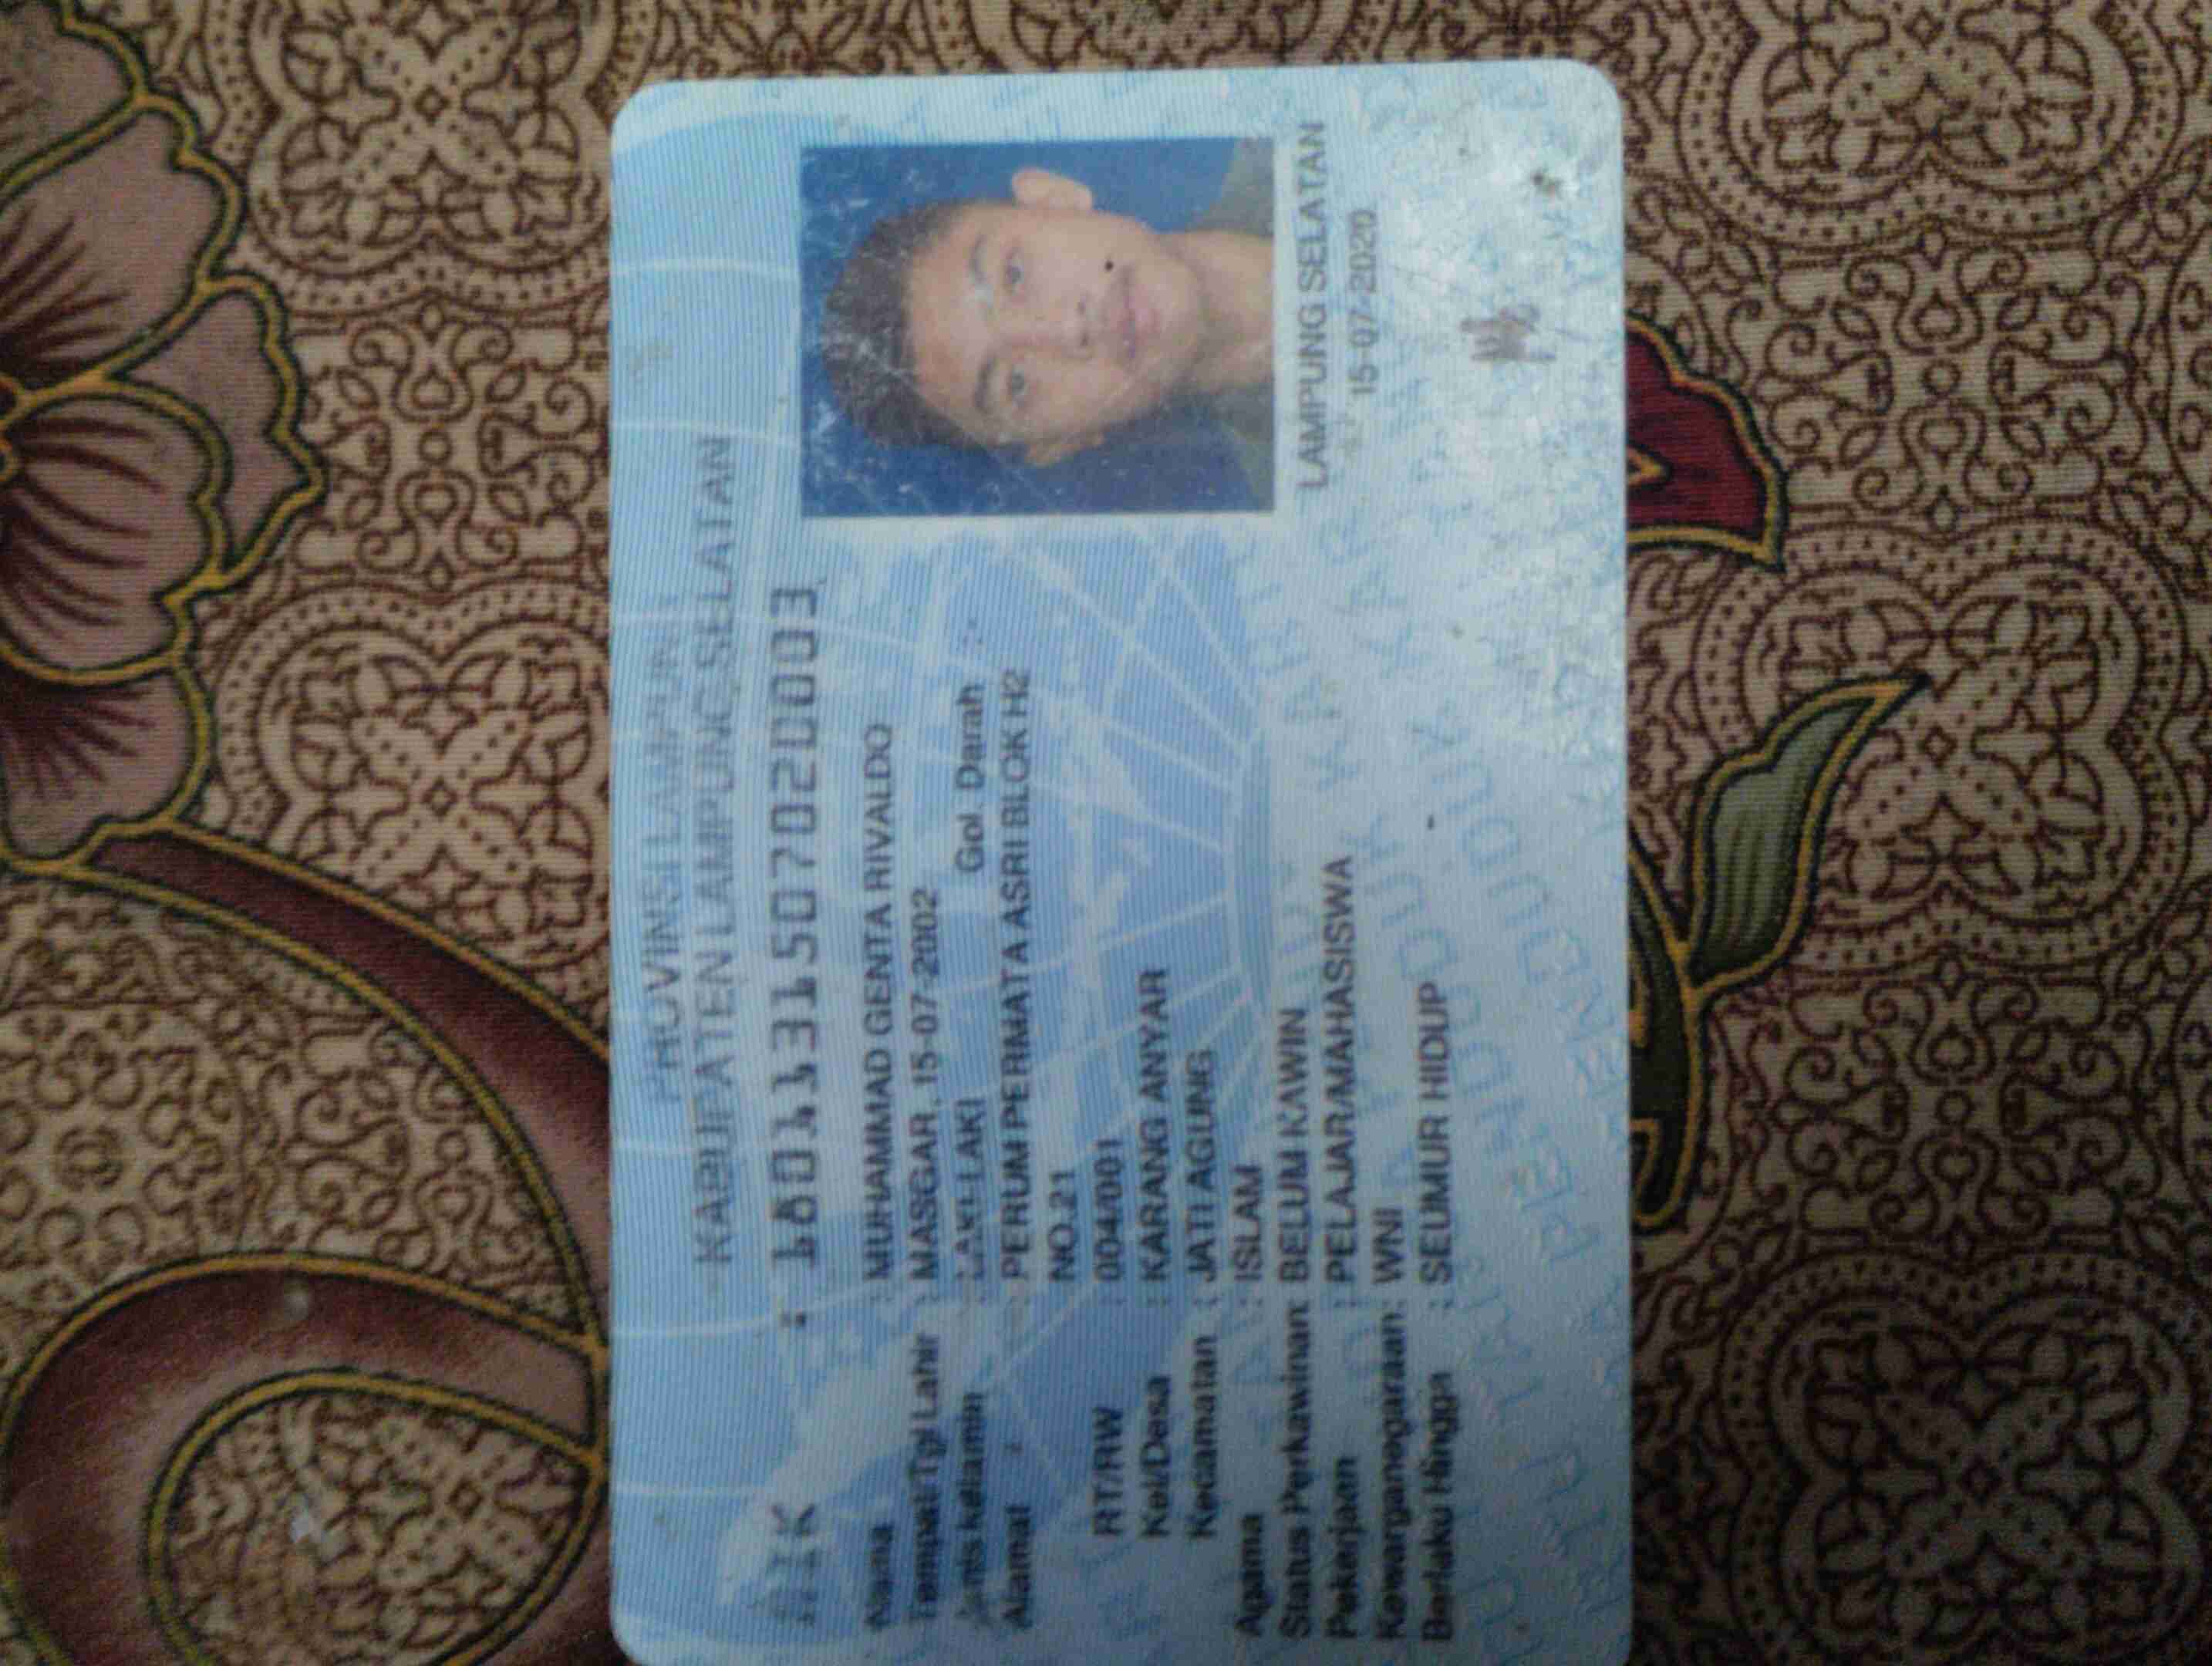 PROVINSI LAMPUNG
KABUPATEN LAMPUNG SELATAN
NIK : 1801131507020003
Nama : MUHAMMAD GENTA RIVALDO
Tempat/Tgl Lahir : MASGAR, 15-07-2002
Jenis kelamin : LAKI-LAKI Gol. Darah : -
Alamat : PERUM PERMATA ASRI BLOK H2
NO.21
RT/RW : 004/001
Kel/Desa : KARANG ANYAR
Kecamatan : JATI AGUNG
Agama : ISLAM
Status Perkawinan: BELUM KAWIN
Pekerjaan : PELAJAR/MAHASISWA
Kewarganegaraan: WNI
Berlaku Hingga : SEUMUR HIDUP
LAMPUNG SELATAN
15-07-2020